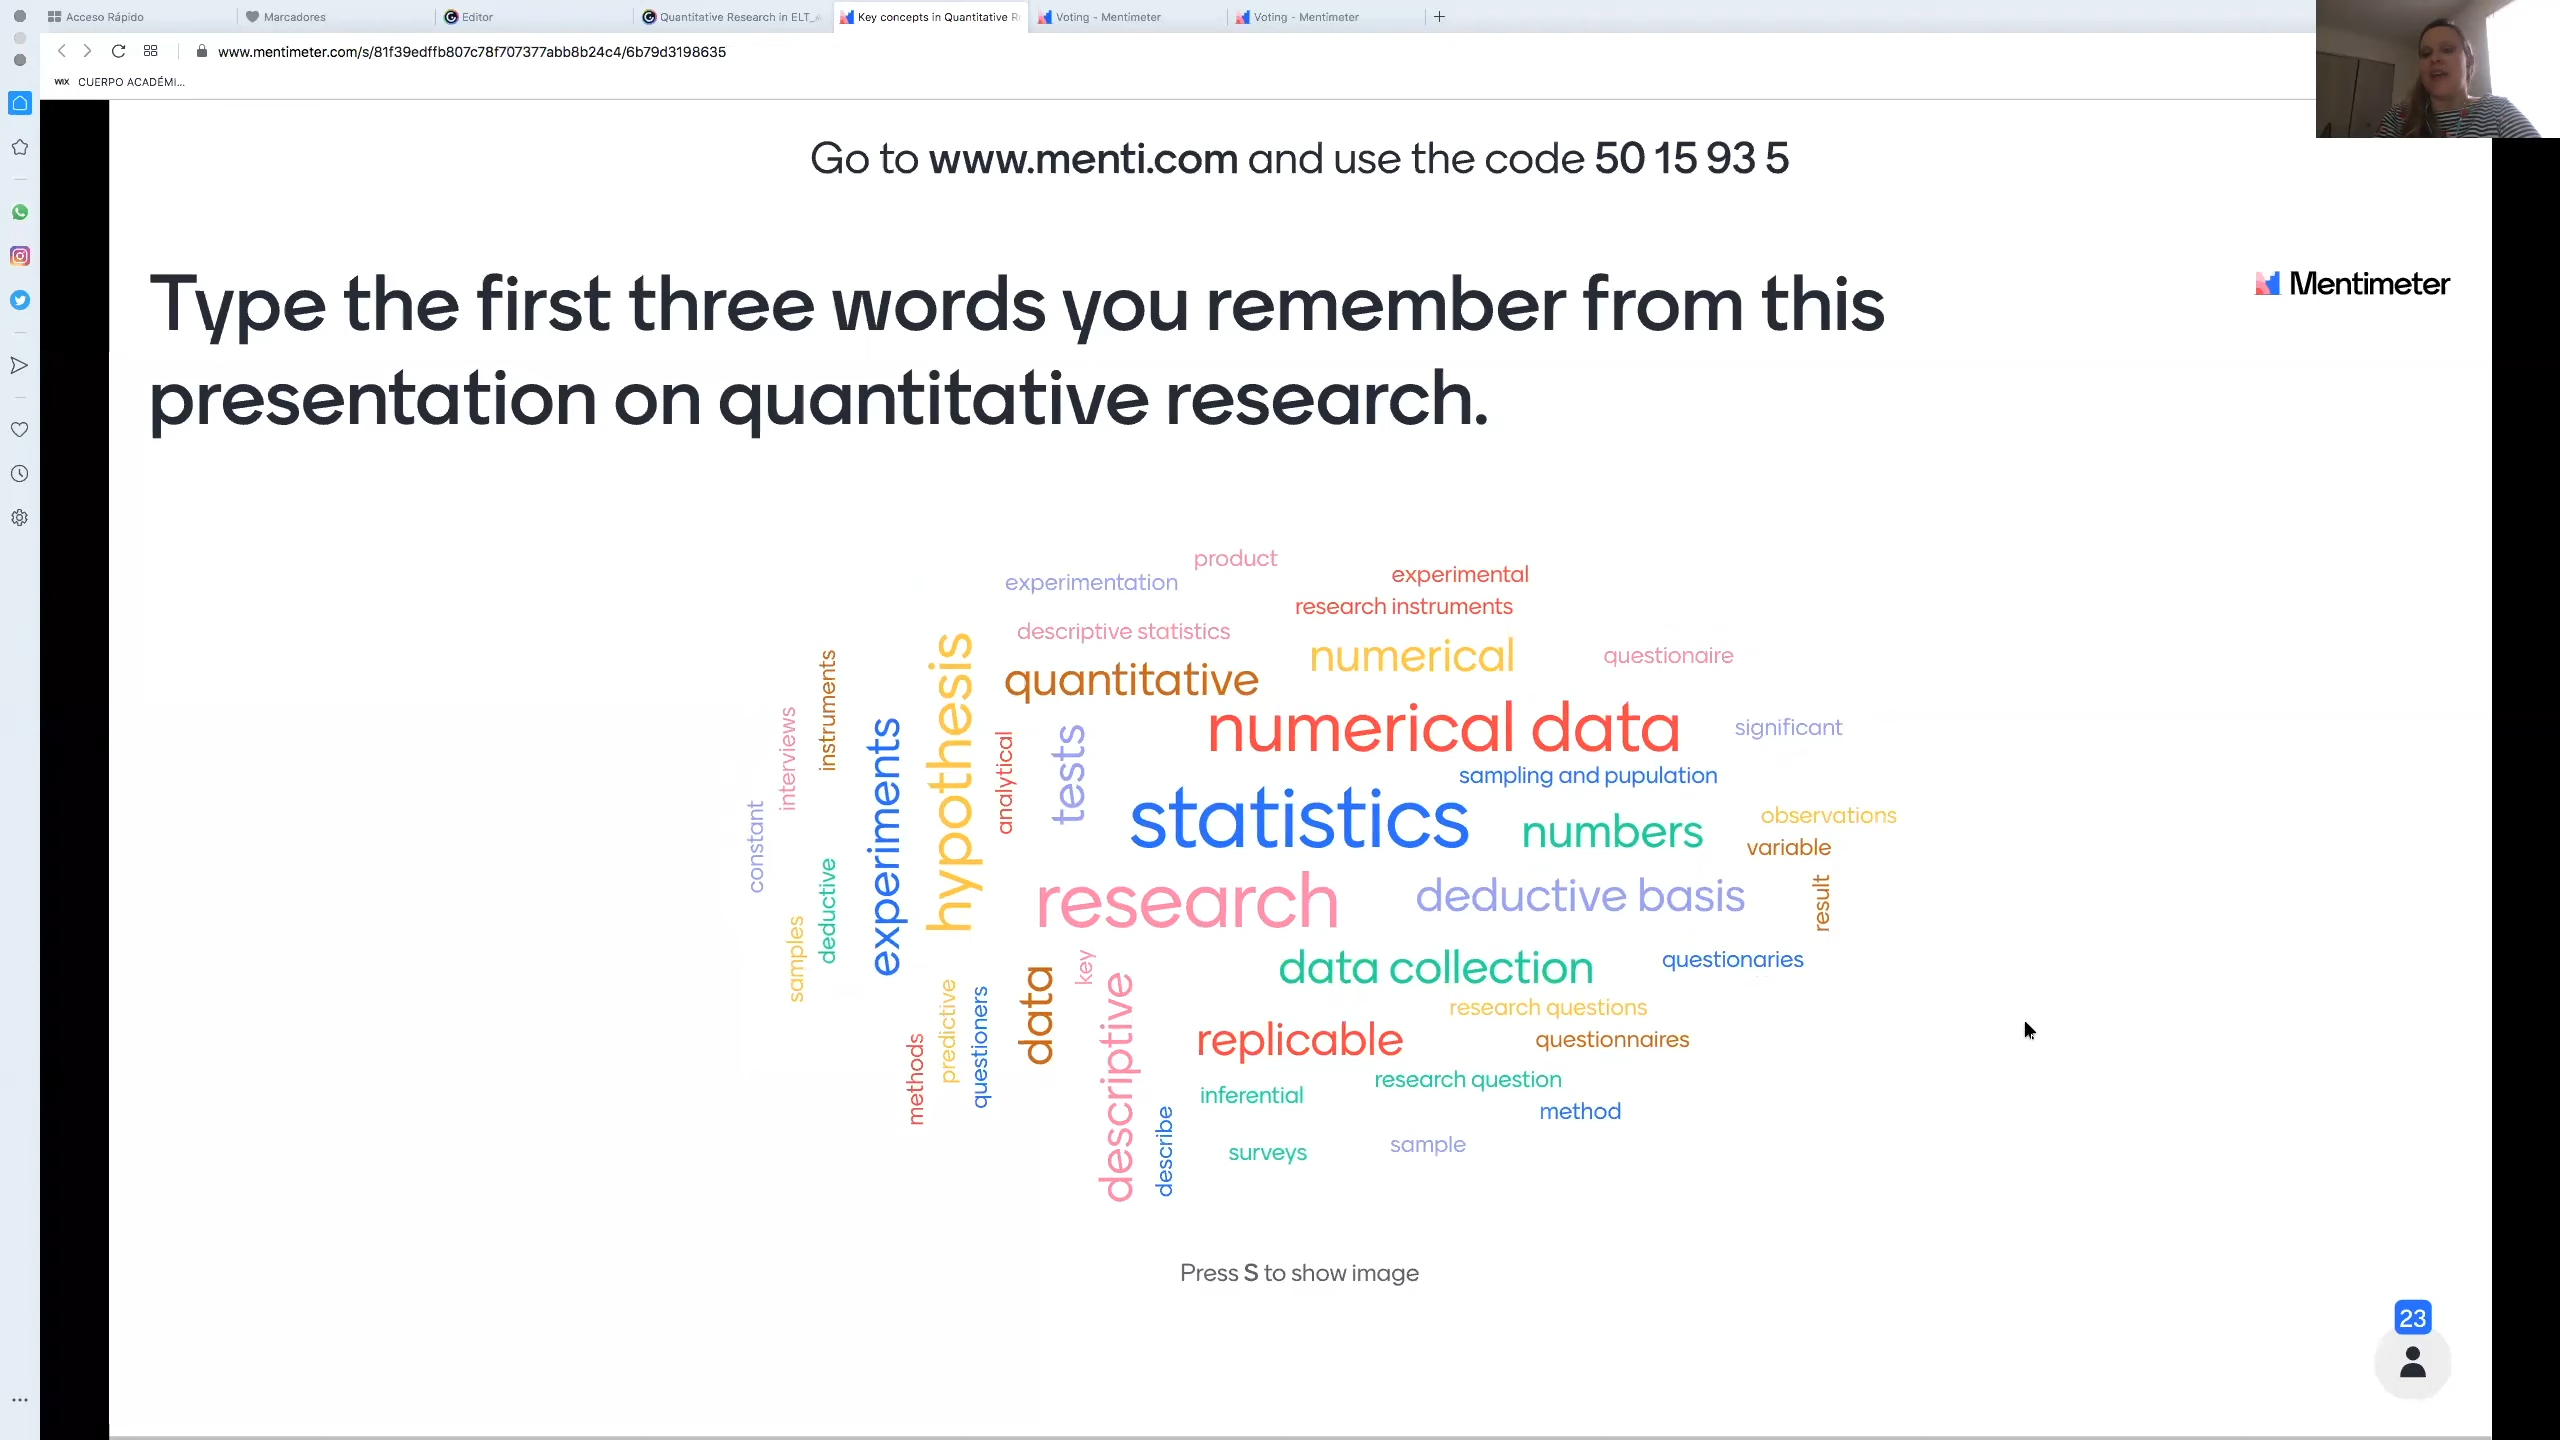 Acceso Rápido
Marcadores
Editor
Quantitative Research in ELT_
Key concepts in Quantitative R
Voting - Mentimeter
Voting - Mentimeter
www.mentimeter.com/s/81f39edffb807c78f707377abb8b24c4/6b79d3198635
WIX CUERPO ACADÉMI...
Go to www.menti.com and use the code 50 15 93 5
Type the first three words you remember from this
presentation on quantitative research.
Mentimeter
product
experimental
experimentation
research instruments
descriptive statistics
numerical
questionaire
quantitative
numerical data
significant
sampling and pupulation
statistics
numbers
observations
variable
research
deductive basis
result
data collection
questionaries
research questions
replicable
questionnaires
research question
inferential
method
surveys
sample
constant
interviews
instruments
samples
deductive
experiments
hypothesis
analytical
tests
methods
predictive
questioners
data
key
descriptive
describe
Press S to show image
23